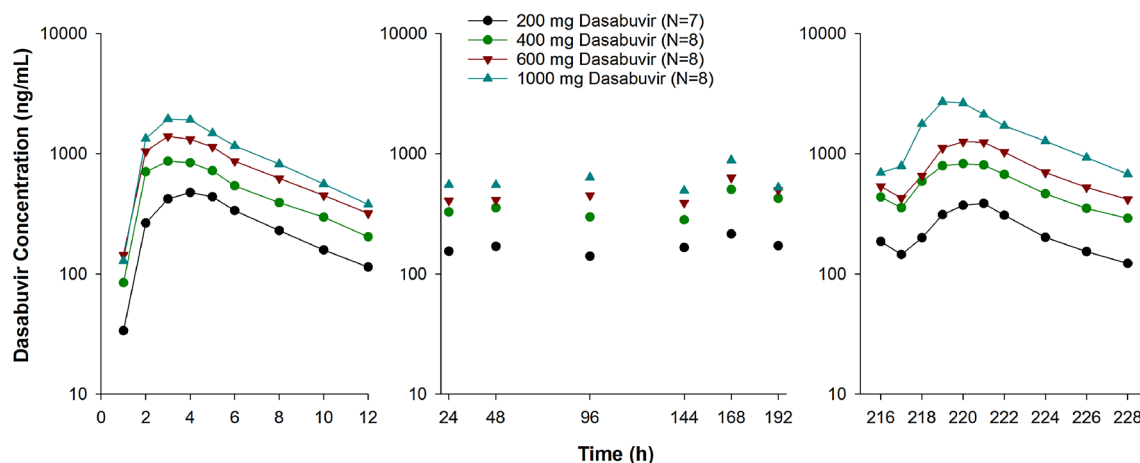 200 mg Dasabuvir (N=7)
400 mg Dasabuvir (N=8)
600 mg Dasabuvir (N=8)
1000 mg Dasabuvir (N=8)
Dasabuvir Concentration (ng/mL)
10000
1000
100
10
0 2 4 6 8 10 12
10000
1000
100
10
24 48 96 144 168 192
10000
1000
100
10
216 218 220 222 224 226 228
Time (h)